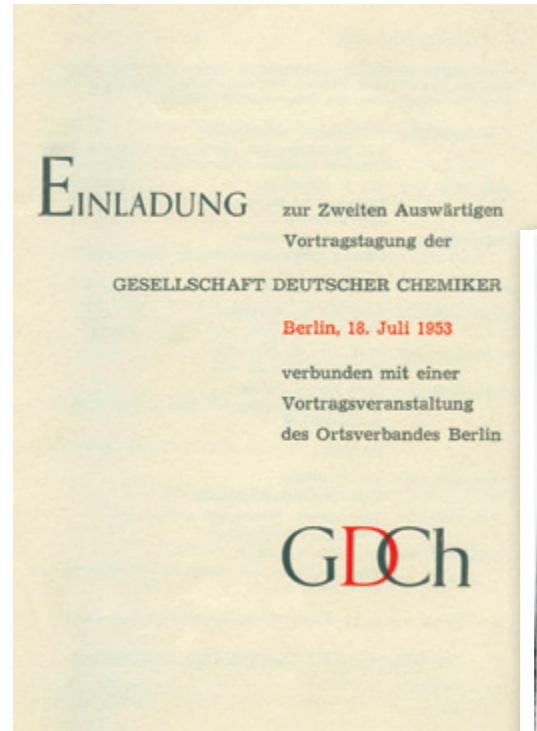 EINLADUNG zur Zweiten Auswärtigen
Vortragstagung der
GESELLSCHAFT DEUTSCHER CHEMIKER
Berlin, 18. Juli 1953
verbunden mit einer
Vortragsveranstaltung
des Ortsverbandes Berlin
GDCh